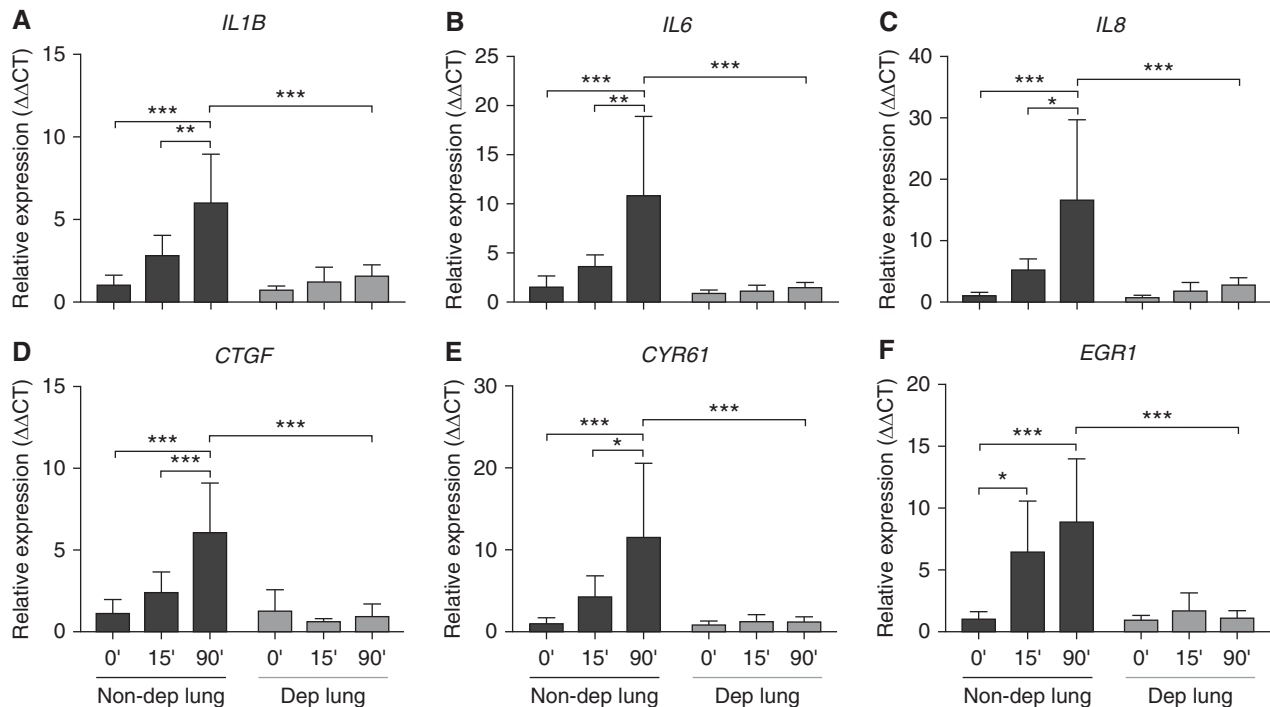 A
IL1B
Relative expression (ΔΔCT)
15
10
5
0
***
**
***
B
IL6
Relative expression (ΔΔCT)
25
20
15
10
5
0
***
**
***
C
IL8
Relative expression (ΔΔCT)
40
30
20
10
0
***
*
***
D
CTGF
Relative expression (ΔΔCT)
15
10
5
0
***
***
***
0' 15' 90' 0' 15' 90'
Non-dep lung Dep lung
E
CYR61
Relative expression (ΔΔCT)
30
20
10
0
***
*
***
0' 15' 90' 0' 15' 90'
Non-dep lung Dep lung
F
EGR1
Relative expression (ΔΔCT)
20
15
10
5
0
***
*
***
0' 15' 90' 0' 15' 90'
Non-dep lung Dep lung